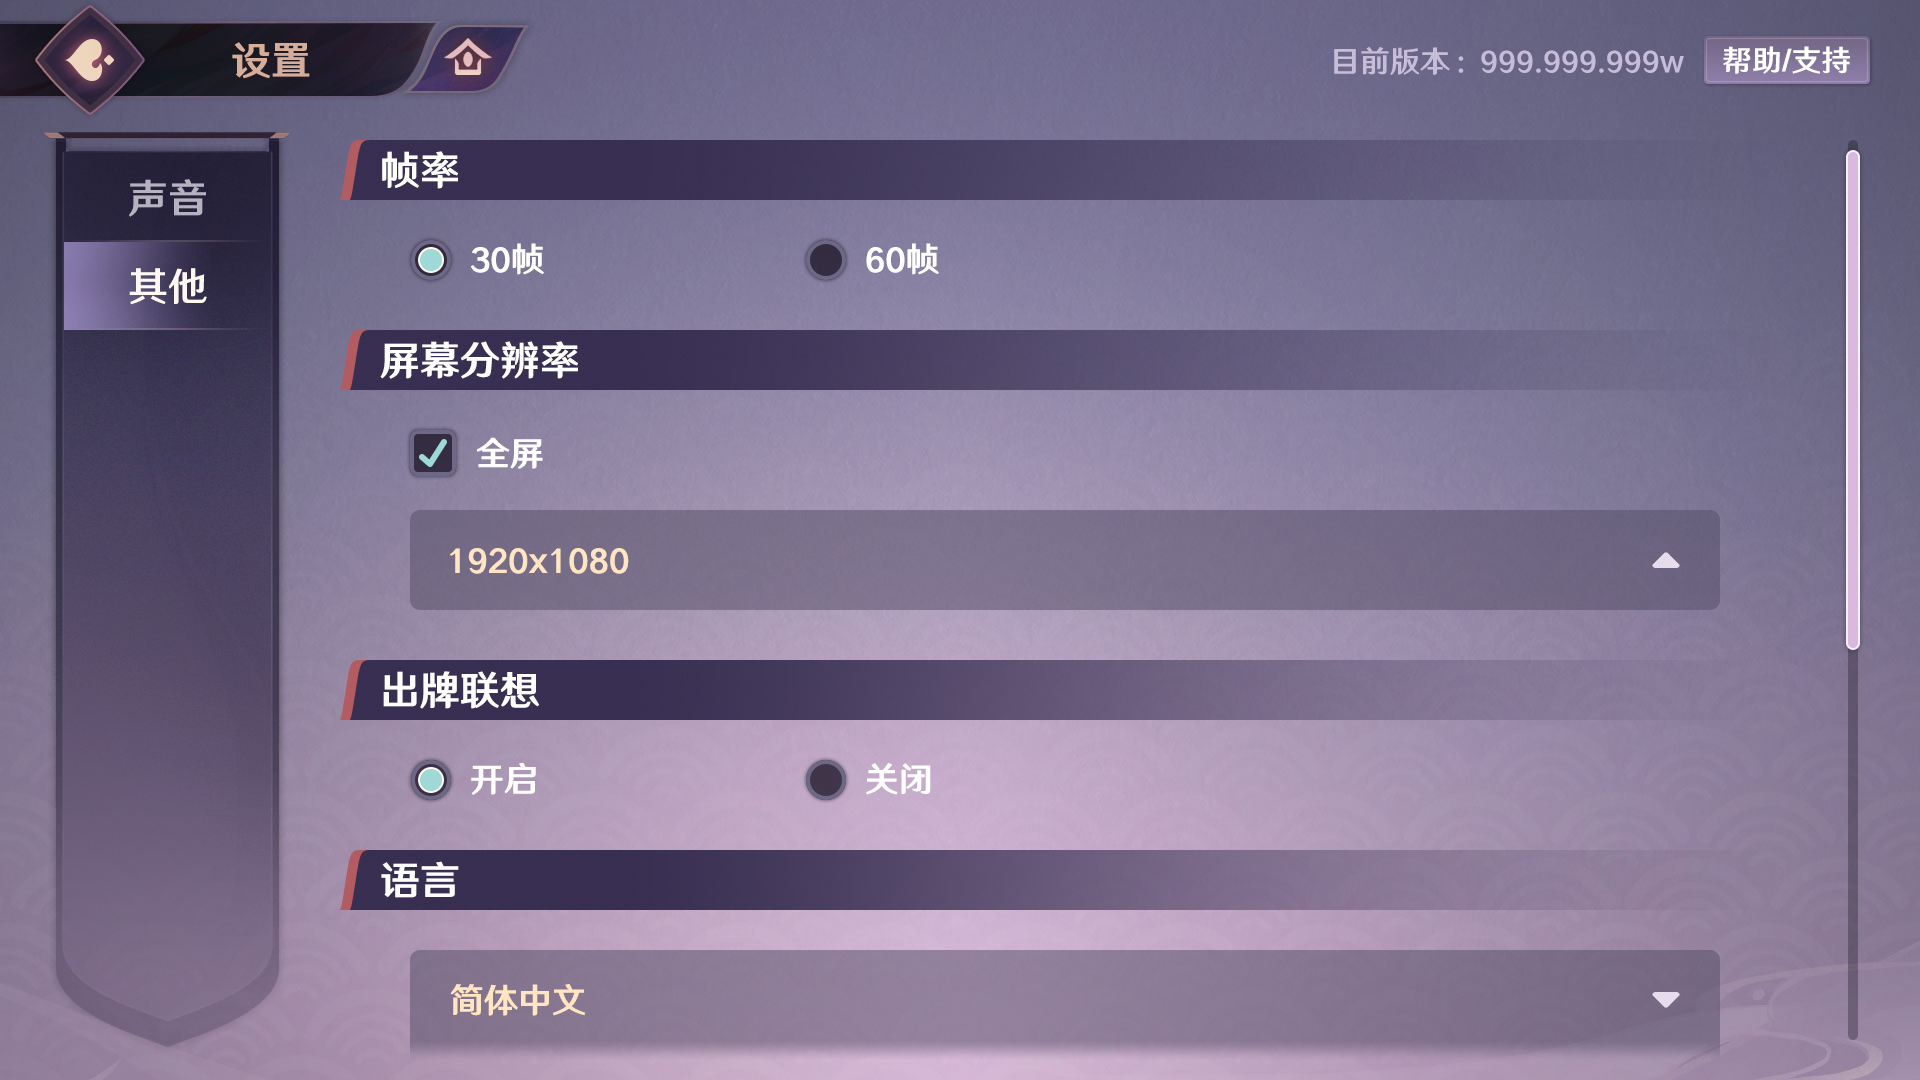 设置
目前版本：999.999.999w
帮助/支持
声音
其他
帧率
30帧
60帧
屏幕分辨率
全屏
1920x1080
出牌联想
开启
关闭
语言
简体中文